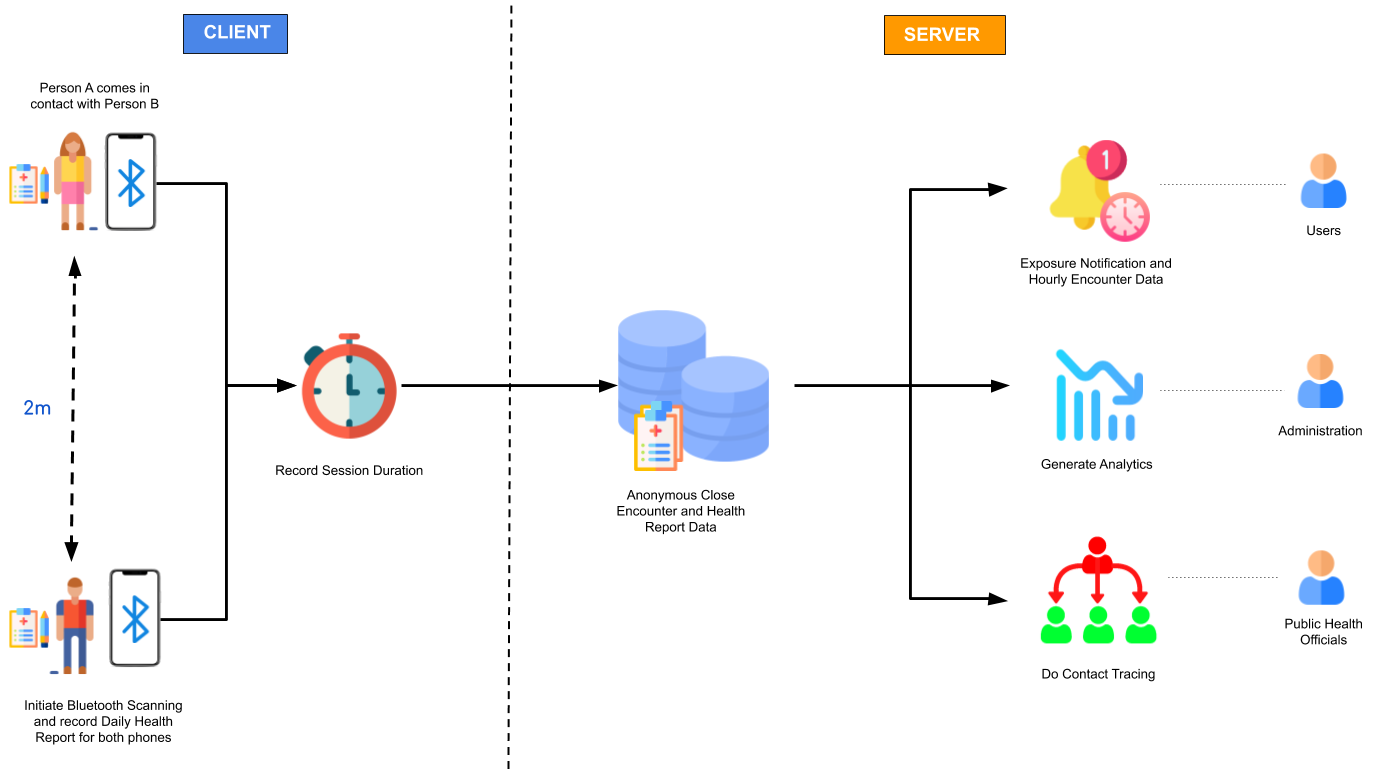 CLIENT
SERVER
Person A comes in
contact with Person B
2m
Initiate Bluetooth Scanning
and record Daily Health
Report for both phones
Record Session Duration
Anonymous Close
Encounter and Health
Report Data
1
Exposure Notification and
Hourly Encounter Data
Users
Generate Analytics
Administration
Do Contact Tracing
Public Health
Officials